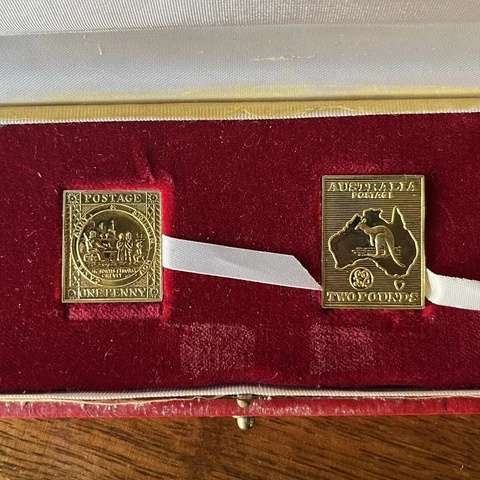 POSTAGE
ONE PENNY
AUSTRALIA
POSTAGE
TWO POUNDS